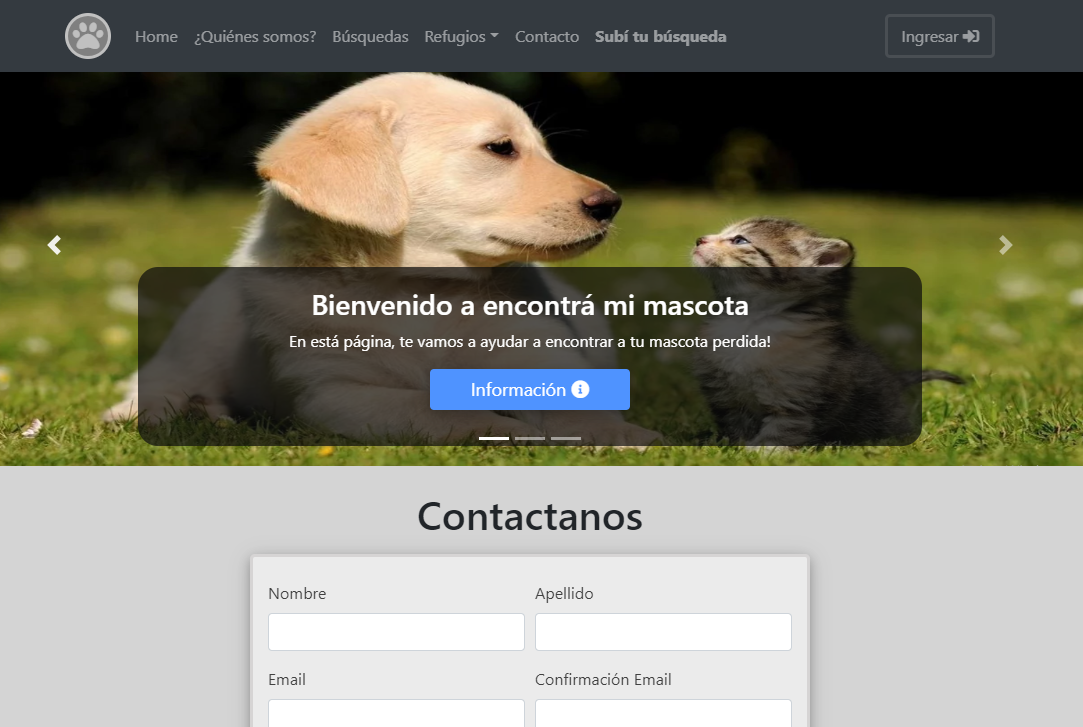 Home ¿Quiénes somos? Búsquedas Refugios Contacto Subí tu búsqueda Ingresar
Bienvenido a encontrá mi mascota
En está página, te vamos a ayudar a encontrar a tu mascota perdida!
Información
Contactanos
Nombre Apellido
Email Confirmación Email